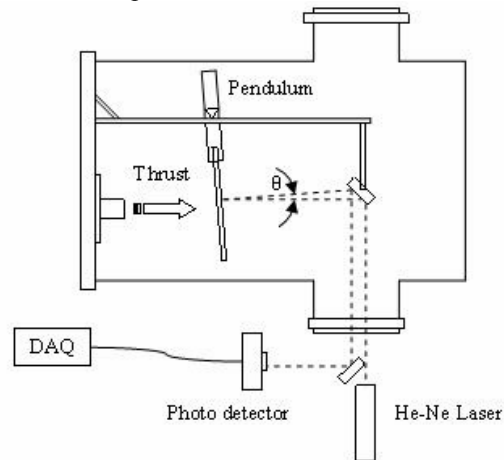 Pendulum
Thrust
θ
DAQ
Photo detector
He-Ne Laser